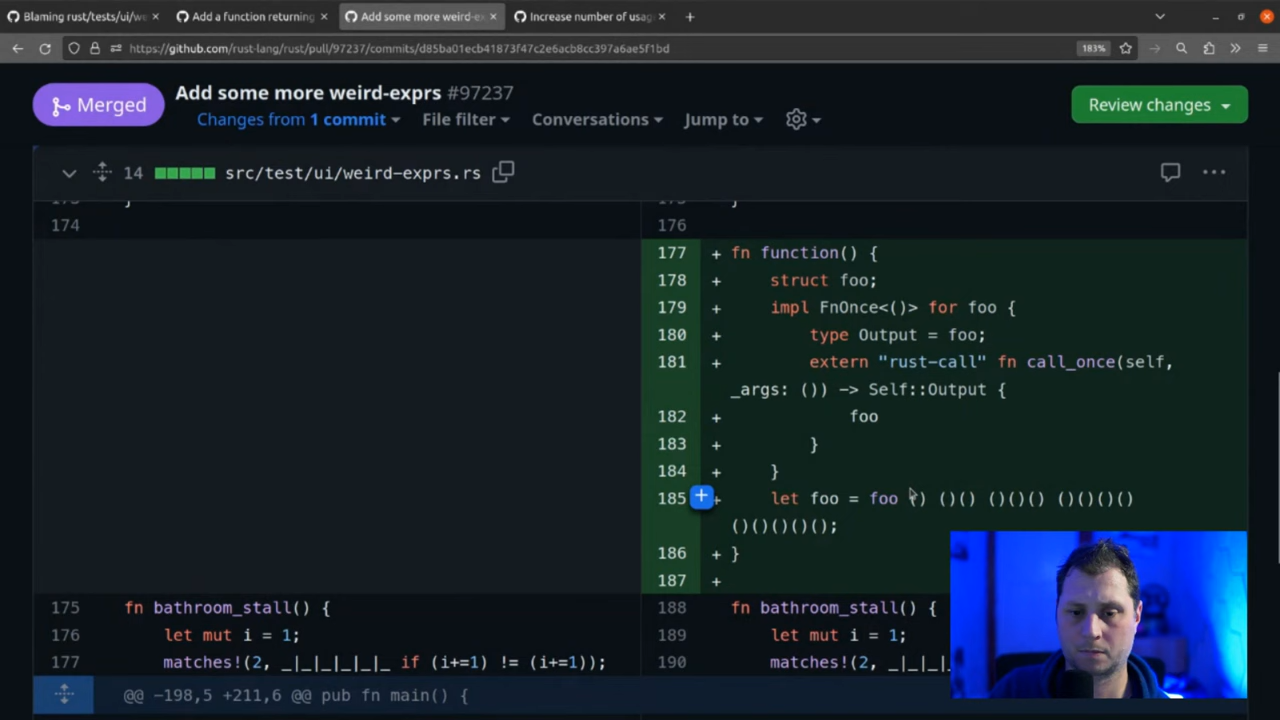 Blaming rust/tests/ui/we
Add a function returning
Add some more weird-ex
Increase number of usag
https://github.com/rust-lang/rust/pull/97237/commits/d85ba01ecb41873f47c2e6acb8cc397a6ae5f1bd
183%
Merged
Add some more weird-exprs #97237
Changes from 1 commit
File filter
Conversations
Jump to
Review changes
14
src/test/ui/weird-exprs.rs
174
176
177 + fn function() {
178 + struct foo;
179 + impl FnOnce<()> for foo {
180 + type Output = foo;
181 + extern "rust-call" fn call_once(self,
_args: ()) -> Self::Output {
182 + foo
183 + }
184 + }
185 + let foo = foo () ()() ()()() ()()()()
()()()()();
186 + }
187 +
175 fn bathroom_stall() {
188 fn bathroom_stall() {
176 let mut i = 1;
189 let mut i = 1;
177 matches!(2, _|_|_|_|_|_ if (i+=1) != (i+=1));
190 matches!(2, _|_|_
@@ -198,5 +211,6 @@ pub fn main() {